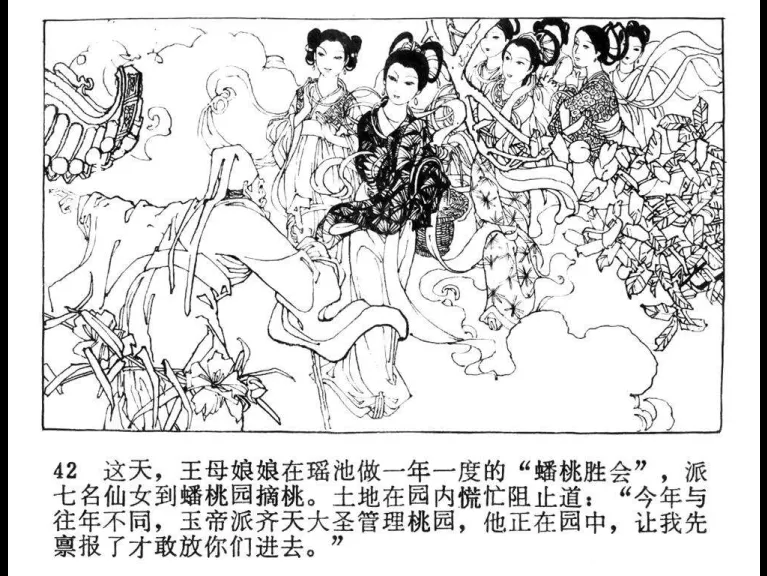 42 这天，王母娘娘在瑶池做一年一度的“蟠桃胜会”，派
七名仙女到蟠桃园摘桃。土地在园内慌忙阻止道：“今年与
往年不同，玉帝派齐天大圣管理桃园，他正在园中，让我先
禀报了才敢放你们进去。”